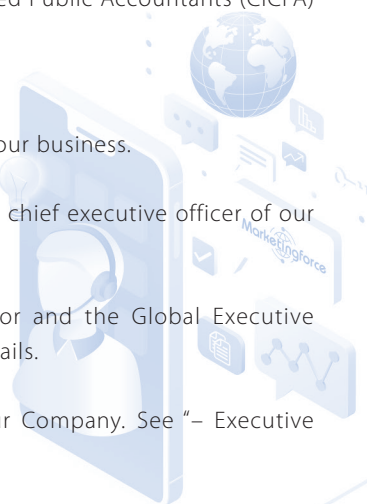 ed Public Accountants (CICPA)
our business.
chief executive officer of our
Marketingforce
or and the Global Executive
ails.
ur Company. See “– Executive